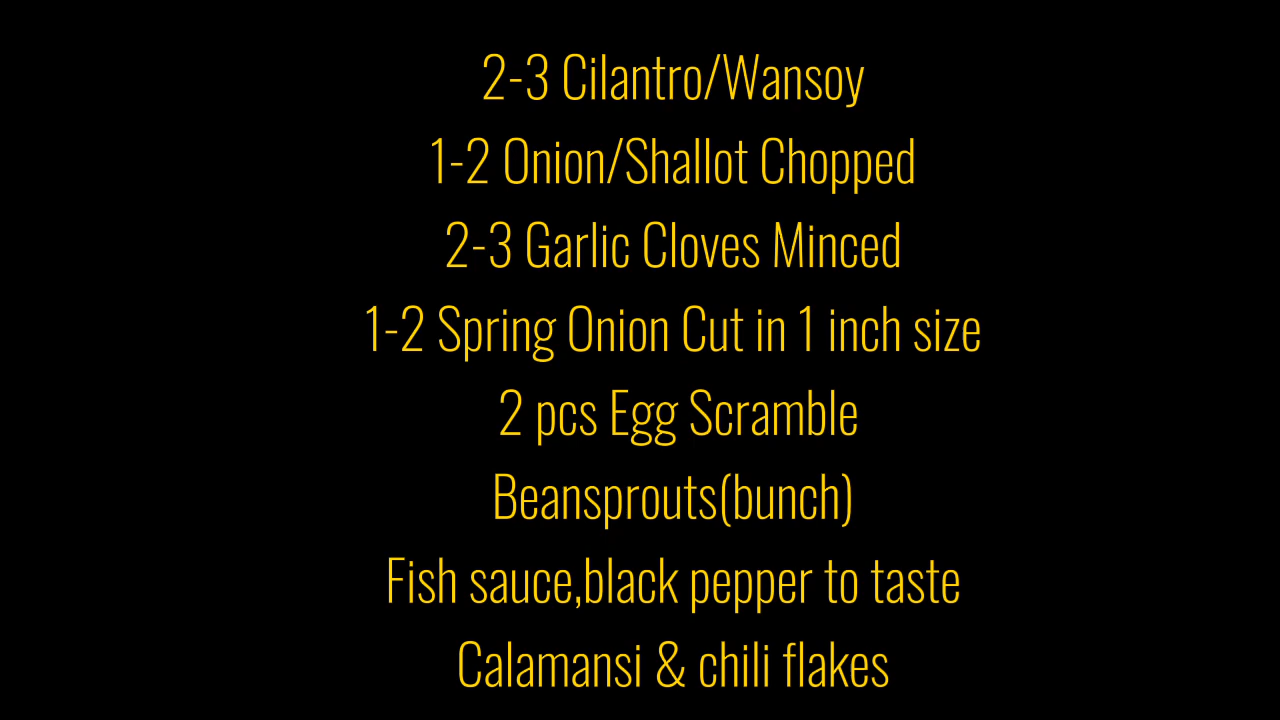 2-3 Cilantro/Wansoy
1-2 Onion/Shallot Chopped
2-3 Garlic Cloves Minced
1-2 Spring Onion Cut in 1 inch size
2 pcs Egg Scramble
Beansprouts(bunch)
Fish sauce,black pepper to taste
Calamansi & chili flakes